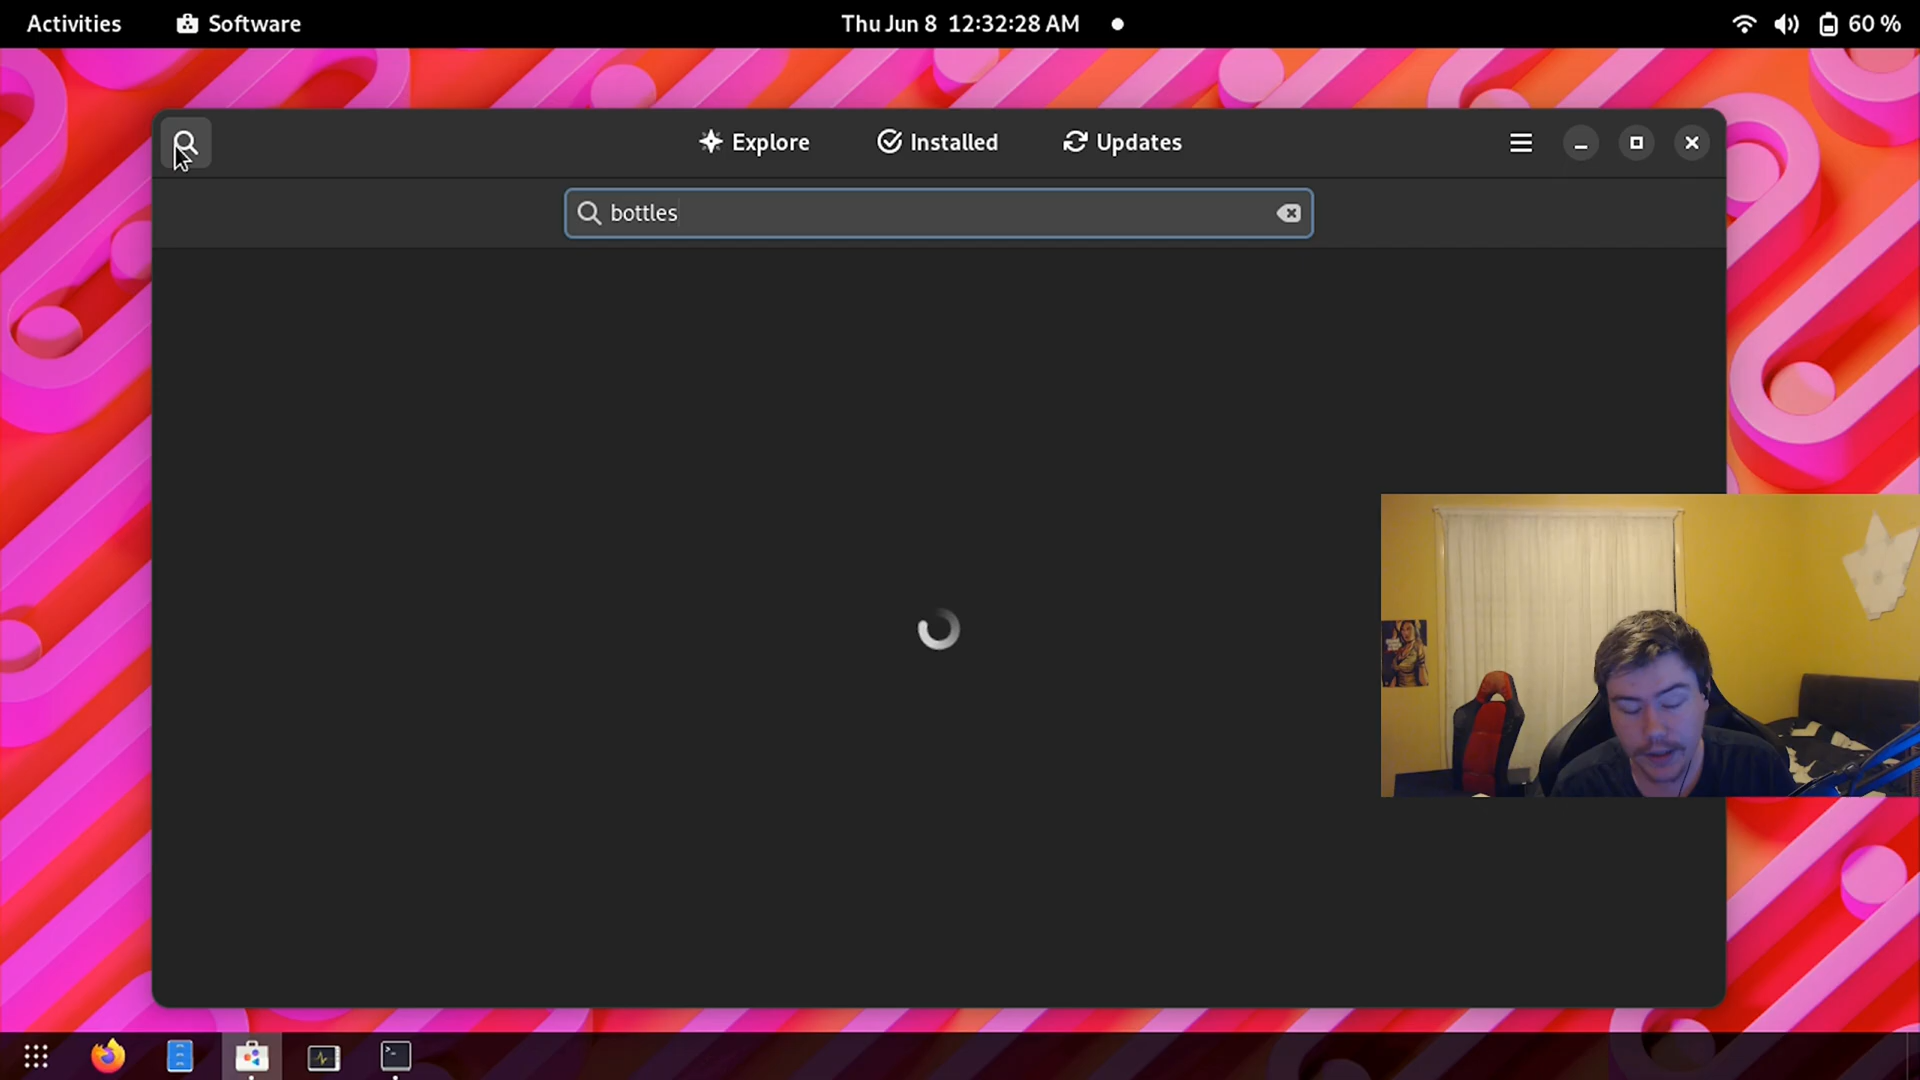 Activities Software Thu Jun 8 12:32:28 AM 60 %
Explore Installed Updates
bottles